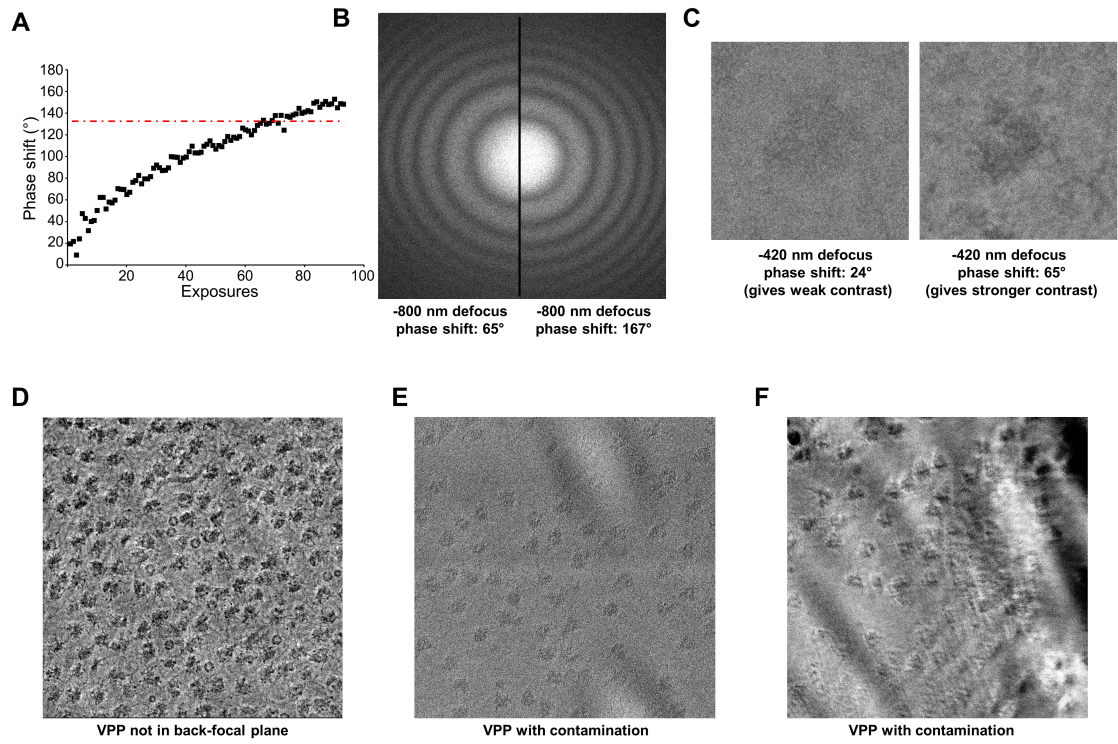 A
B
C
180
160
140
120
100
80
60
40
20
0
Phase shift (°)
20
40
60
80
100
Exposures
-800 nm defocus
phase shift: 65°
-800 nm defocus
phase shift: 167°
-420 nm defocus
phase shift: 24°
(gives weak contrast)
-420 nm defocus
phase shift: 65°
(gives stronger contrast)
D
E
F
VPP not in back-focal plane
VPP with contamination
VPP with contamination